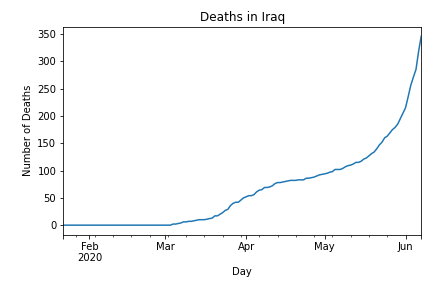 Deaths in Iraq
350
300
250
200
150
100
50
0
Number of Deaths
Feb
2020
Mar
Apr
May
Jun
Day